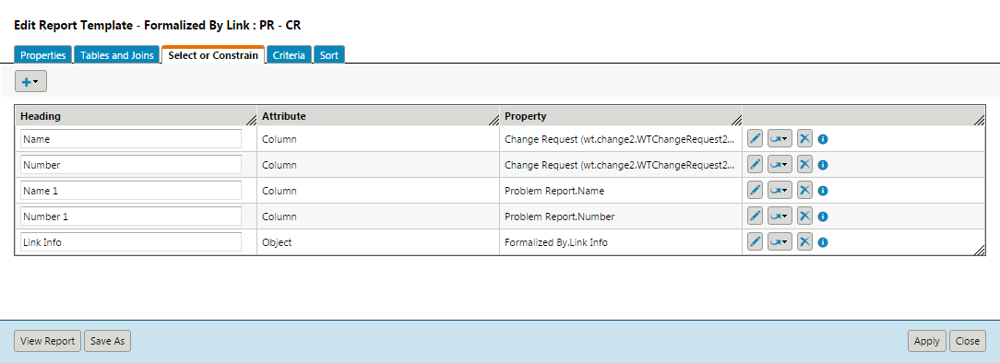 Edit Report Template - Formalized By Link : PR - CR
Properties Tables and Joins Select or Constrain Criteria Sort
Heading Attribute Property
Name Column Change Request (wt.change2.WTChangeRequest2...
Number Column Change Request (wt.change2.WTChangeRequest2...
Name 1 Column Problem Report.Name
Number 1 Column Problem Report.Number
Link Info Object Formalized By.Link Info
View Report Save As Apply Close